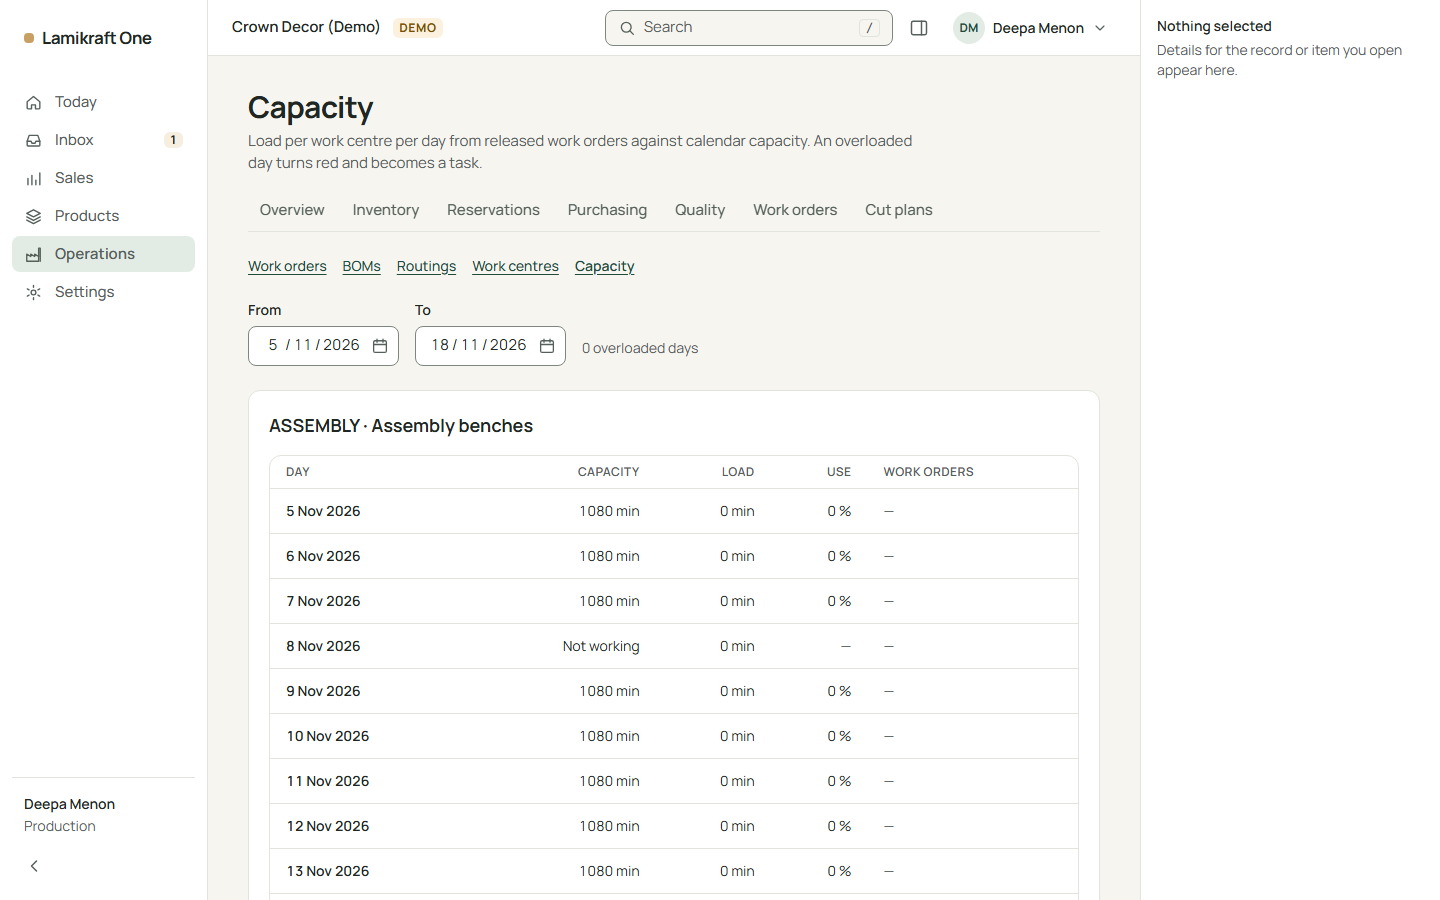 Lamikraft One
Today
Inbox 1
Sales
Products
Operations
Settings
Deepa Menon
Production
Crown Decor (Demo) DEMO
Search /
DM Deepa Menon
Capacity
Load per work centre per day from released work orders against calendar capacity. An overloaded
day turns red and becomes a task.
Overview Inventory Reservations Purchasing Quality Work orders Cut plans
Work orders BOMs Routings Work centres Capacity
From To
5 / 11 / 2026 18 / 11 / 2026 0 overloaded days
ASSEMBLY · Assembly benches
DAY CAPACITY LOAD USE WORK ORDERS
5 Nov 2026 1080 min 0 min 0 % —
6 Nov 2026 1080 min 0 min 0 % —
7 Nov 2026 1080 min 0 min 0 % —
8 Nov 2026 Not working 0 min — —
9 Nov 2026 1080 min 0 min 0 % —
10 Nov 2026 1080 min 0 min 0 % —
11 Nov 2026 1080 min 0 min 0 % —
12 Nov 2026 1080 min 0 min 0 % —
13 Nov 2026 1080 min 0 min 0 % —
Nothing selected
Details for the record or item you open
appear here.